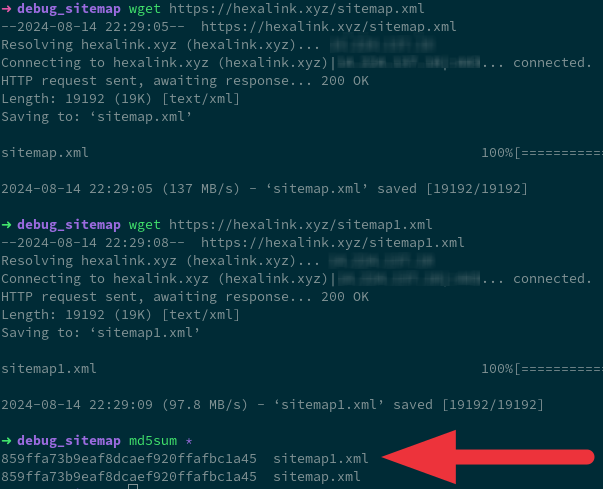 ➜ debug_sitemap wget https://hexalink.xyz/sitemap.xml
--2024-08-14 22:29:05--  https://hexalink.xyz/sitemap.xml
Resolving hexalink.xyz (hexalink.xyz)...
Connecting to hexalink.xyz (hexalink.xyz)| ... connected.
HTTP request sent, awaiting response... 200 OK
Length: 19192 (19K) [text/xml]
Saving to: ‘sitemap.xml’
sitemap.xml 100%[===========
2024-08-14 22:29:05 (137 MB/s) - ‘sitemap.xml’ saved [19192/19192]
➜ debug_sitemap wget https://hexalink.xyz/sitemap1.xml
--2024-08-14 22:29:08--  https://hexalink.xyz/sitemap1.xml
Resolving hexalink.xyz (hexalink.xyz)...
Connecting to hexalink.xyz (hexalink.xyz)| ... connected.
HTTP request sent, awaiting response... 200 OK
Length: 19192 (19K) [text/xml]
Saving to: ‘sitemap1.xml’
sitemap1.xml 100%[===========
2024-08-14 22:29:09 (97.8 MB/s) - ‘sitemap1.xml’ saved [19192/19192]
➜ debug_sitemap md5sum *
859ffa73b9eaf8dcaef920ffafbc1a45  sitemap1.xml
859ffa73b9eaf8dcaef920ffafbc1a45  sitemap.xml